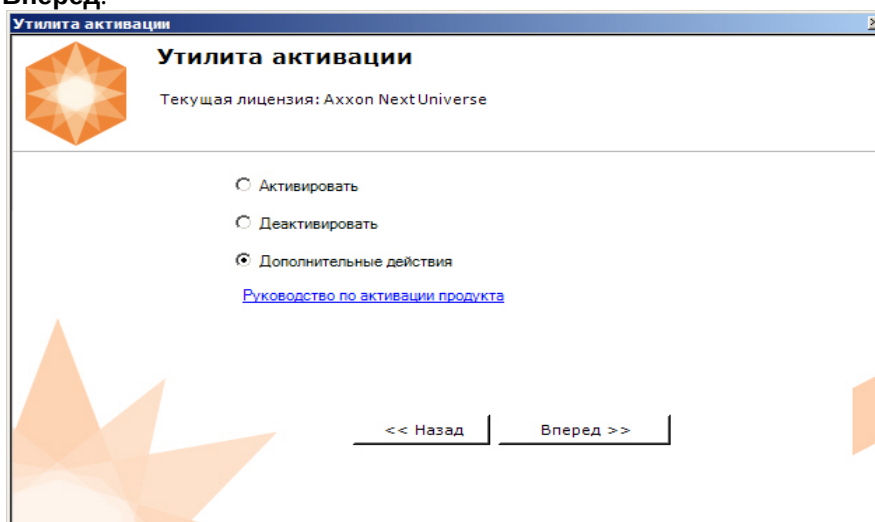 Вперед.
Утилита активации
Утилита активации
Текущая лицензия: Axxon Next Universe
Активировать
Деактивировать
Дополнительные действия
Руководство по активации продукта
<< Назад
Вперед >>